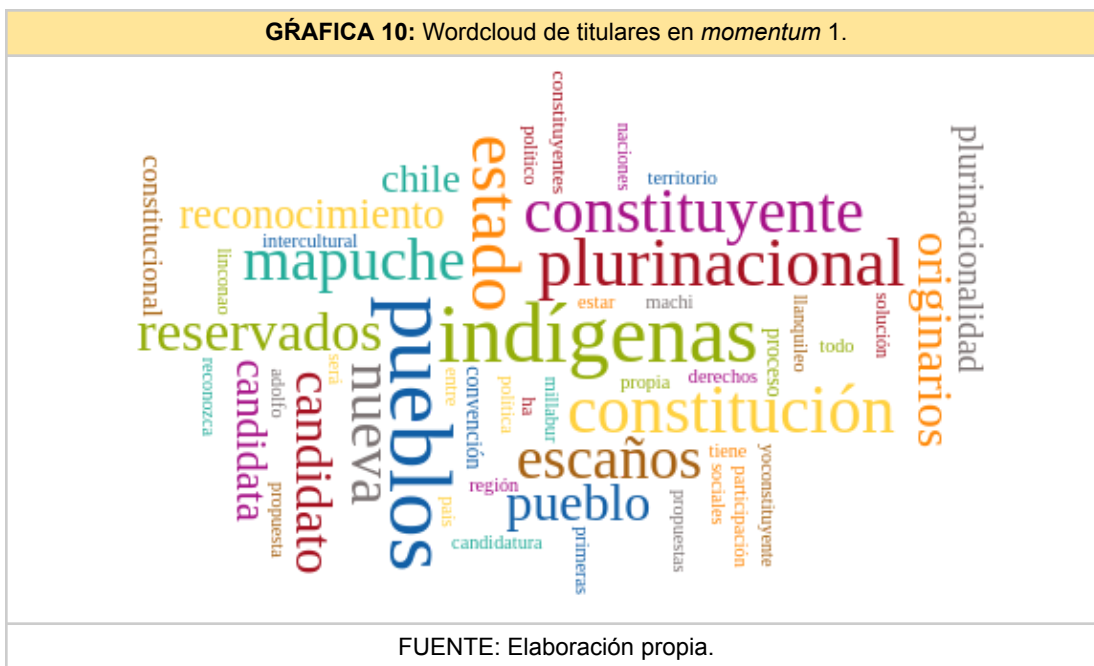 GŔAFICA 10: Wordcloud de titulares en momentum 1.
constituyentes
político
naciones
plurinacionalidad
estado
constitucional
chile
territorio
constituyente
reconocimiento
originarios
intercultural
linconao
mapuche
plurinacional
pueblos
indígenas
estar
machi
llanquileo
solución
reservados
proceso
todo
reconozca
candidata
adolfo
será
candidato
nueva
entre
convención
política
ha
millabur
propia
derechos
constitución
escaños
tiene
sociales
participación
yoconstituyente
propuesta
país
región
pueblo
propuestas
candidatura
primeras
FUENTE: Elaboración propia.